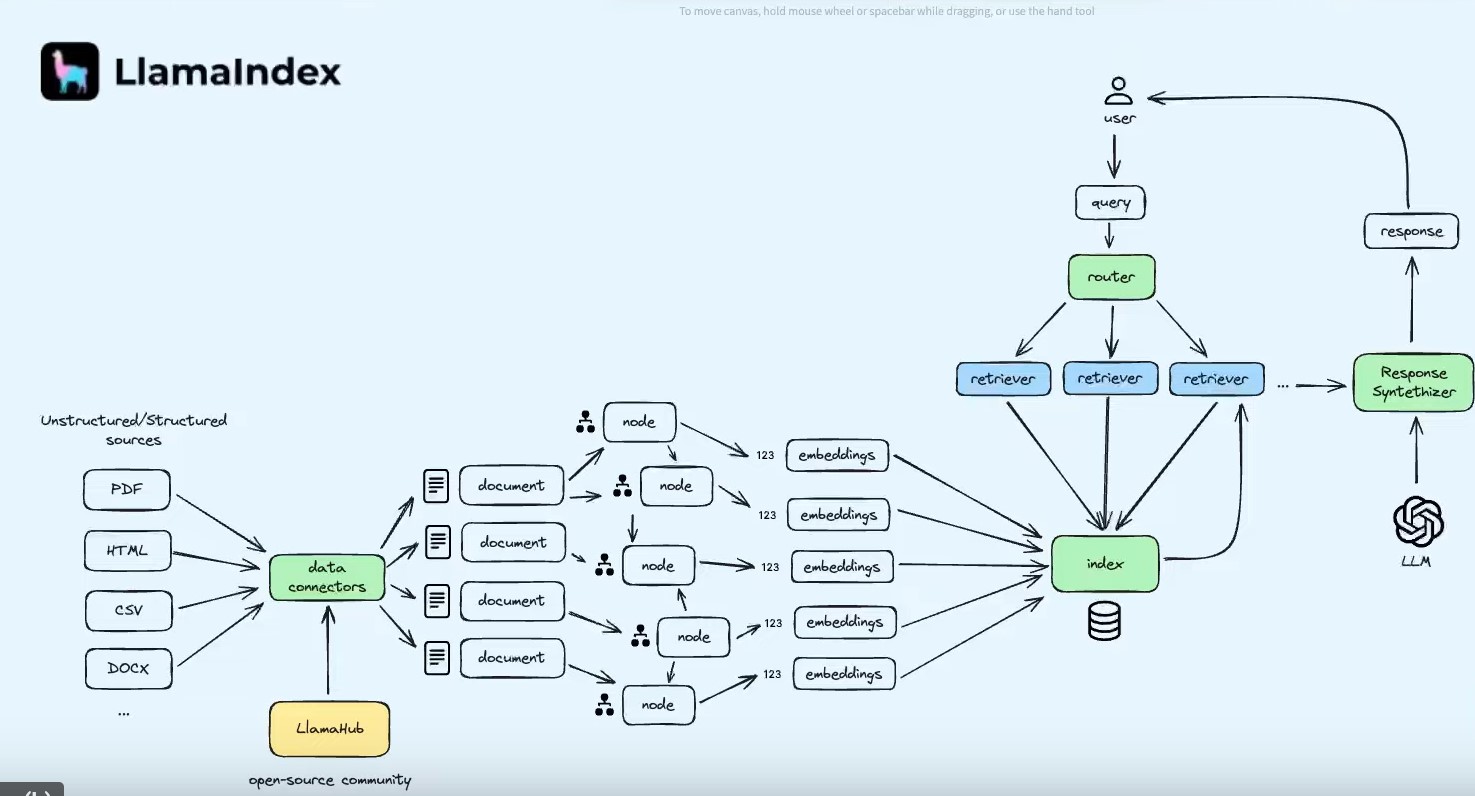 To move canvas, hold mouse wheel or spacebar while dragging, or use the hand tool
LlamaIndex
user
query
response
router
retriever
retriever
retriever
...
Response
Syntethizer
LLM
Unstructured/Structured
sources
PDF
HTML
CSV
DOCX
...
data
connectors
LlamaHub
open-source community
document
document
document
document
node
node
node
node
node
123
embeddings
123
embeddings
123
embeddings
123
embeddings
123
embeddings
index